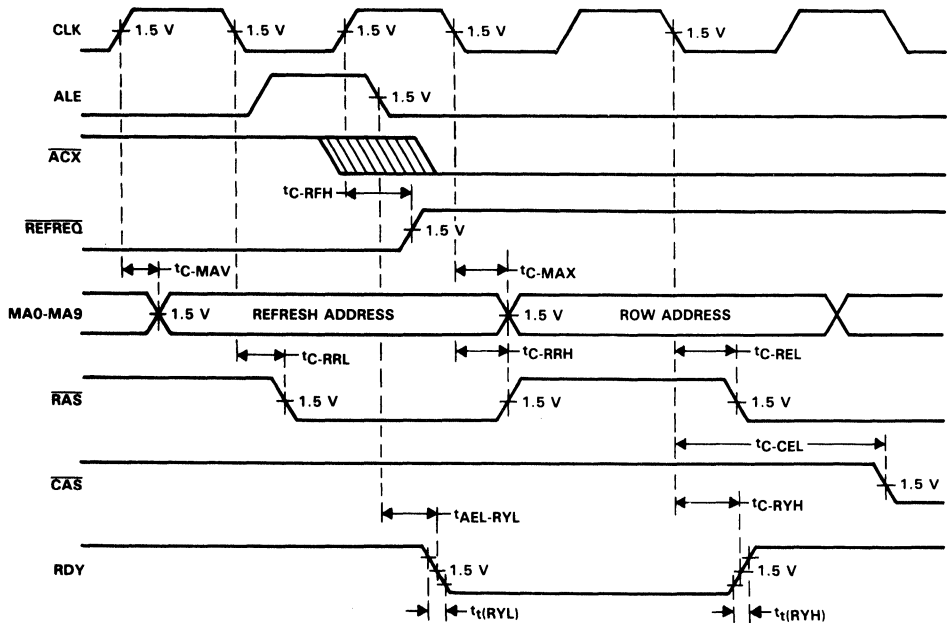 CLK 1.5 V 1.5 V 1.5 V 1.5 V 1.5 V
ALE 1.5 V
ACX
tC-RFH
REFREQ 1.5 V
tC-MAV tC-MAX
MA0-MA9 1.5 V REFRESH ADDRESS 1.5 V ROW ADDRESS
tC-RRL tC-RRH tC-REL
RAS 1.5 V 1.5 V 1.5 V
tC-CEL
CAS 1.5 V
tAEL-RYL tC-RYH
RDY 1.5 V 1.5 V
tt(RYL) tt(RYH)